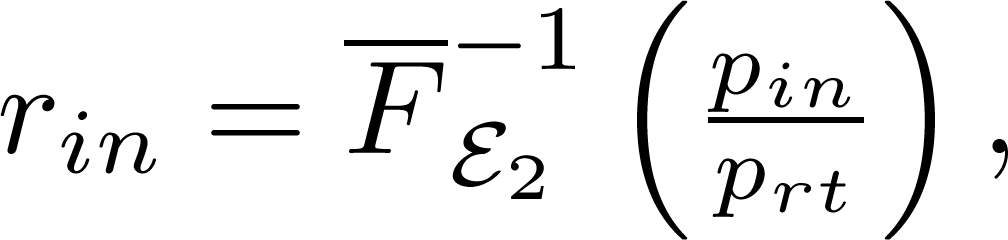 r_{in} = \overline{F}_{\mathcal{E}_2}^{-1} \left( \frac{p_{in}}{p_{rt}} \right) ,